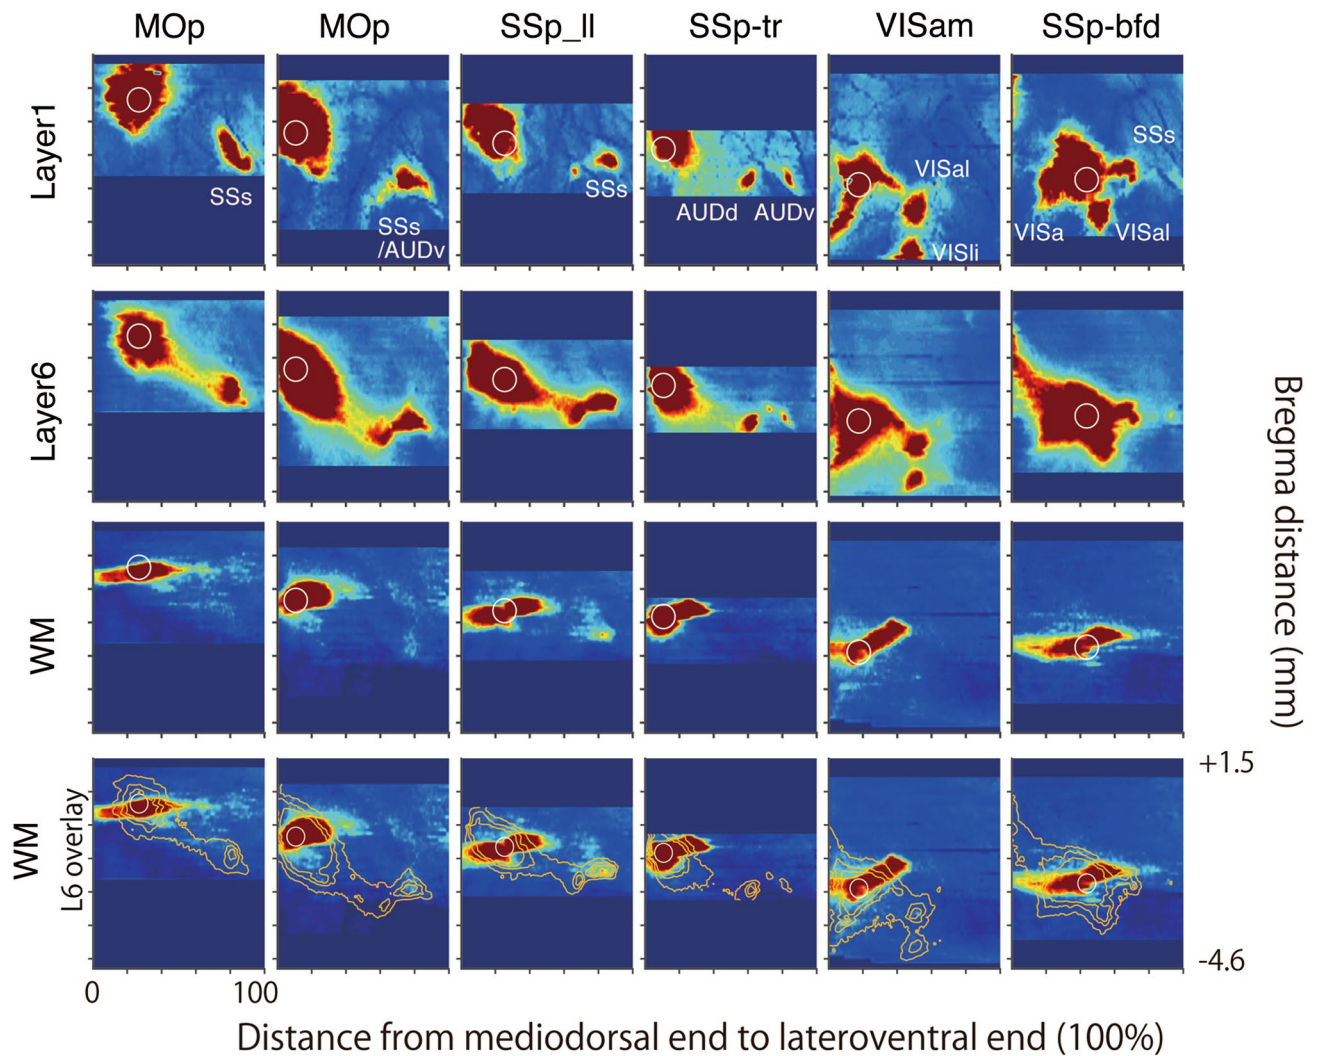 MOp MOp SSp_ll SSp-tr VISam SSp-bfd
Layer1
SSs
SSs
/AUDv
SSs
AUDd AUDv
VISal
VISli
SSs
VISa VISal
Layer6
WM
WM
L6 overlay
Bregma distance (mm)
+1.5
-4.6
0 100
Distance from mediodorsal end to lateroventral end (100%)